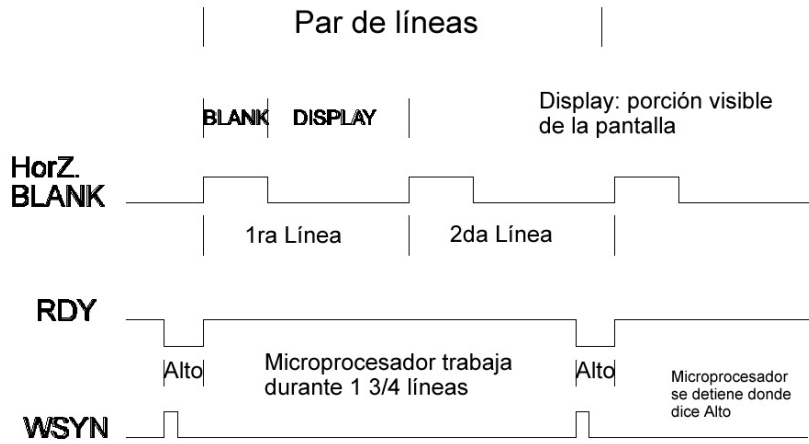 Par de líneas
BLANK DISPLAY
Display: porción visible
de la pantalla
HorZ.
BLANK
1ra Línea
2da Línea
RDY
Alto
Microprocesador trabaja
durante 1 3/4 líneas
Alto
Microprocesador
se detiene donde
dice Alto
WSYN